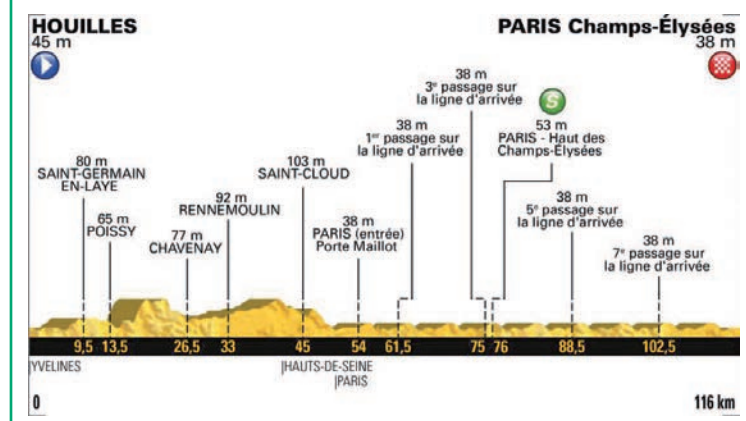 HOUILLES
45 m
PARIS Champs-Élysées
38 m
80 m
SAINT-GERMAIN
EN-LAYE
65 m
POISSY
77 m
CHAVENAY
92 m
RENNEMOULIN
103 m
SAINT-CLOUD
38 m
PARIS (entrée)
Porte Maillot
38 m
1er passage sur
la ligne d'arrivée
38 m
3e passage sur
la ligne d'arrivée
S
53 m
PARIS - Haut des
Champs-Élysées
38 m
5e passage sur
la ligne d'arrivée
38 m
7e passage sur
la ligne d'arrivée
9,5 13,5 26,5 33 45 54 61,5 75 76 88,5 102,5
|YVELINES
|HAUTS-DE-SEINE
|PARIS
0
116 km